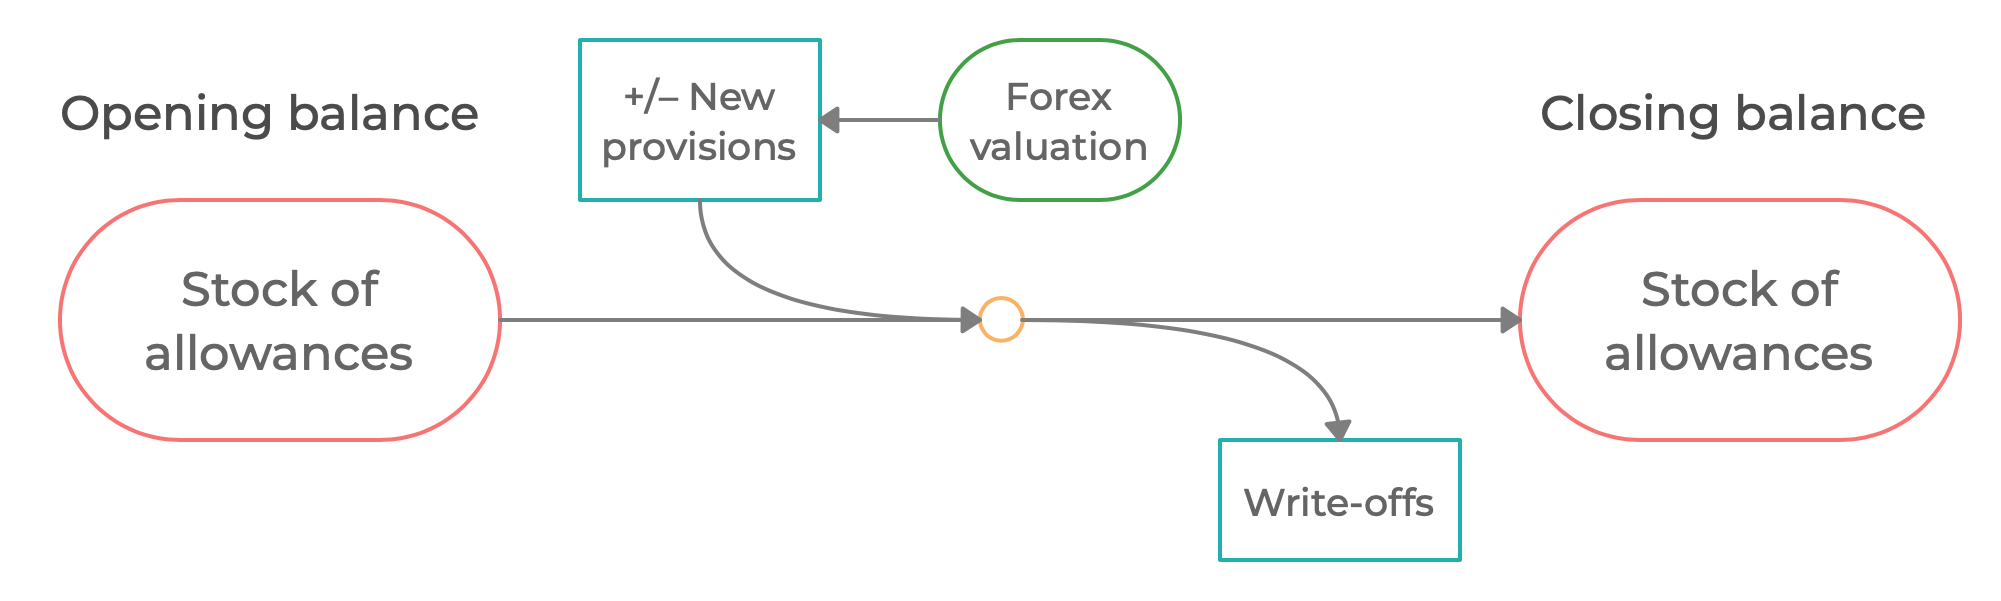 Opening balance
+/– New
provisions
Forex
valuation
Closing balance
Stock of
allowances
Stock of
allowances
Write-offs